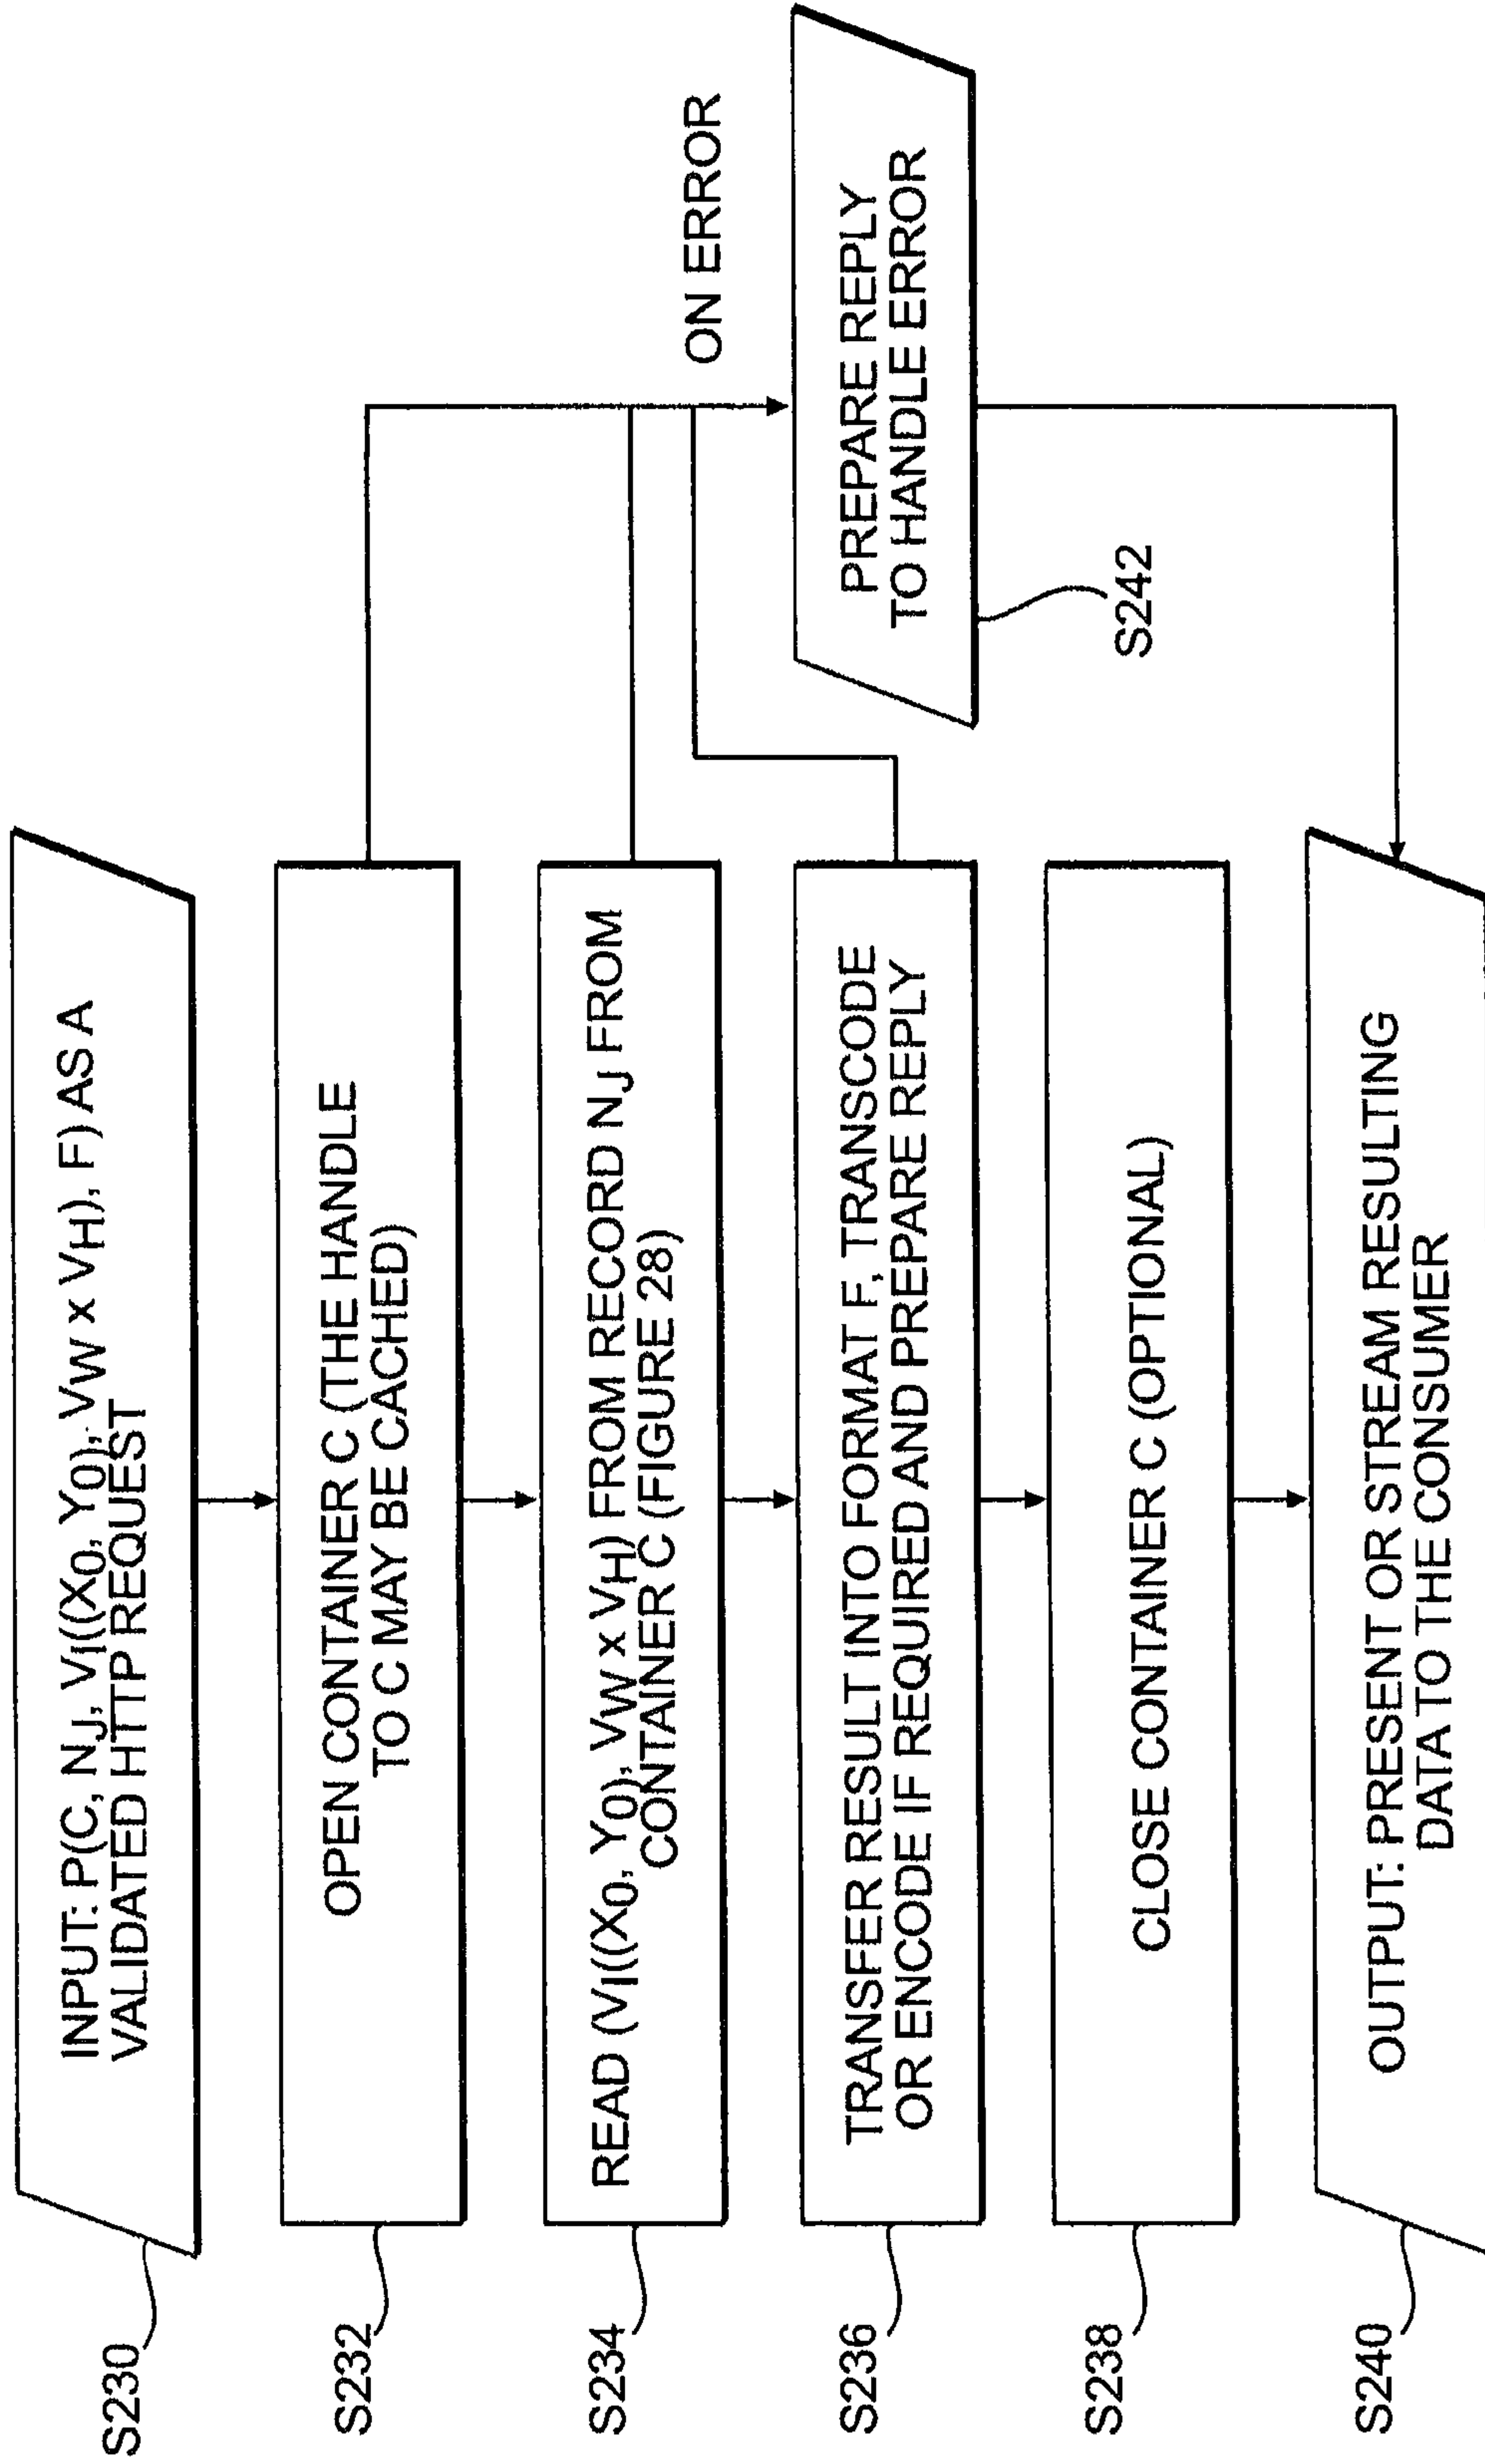 S230
INPUT: P(C, NJ, VI((X0, Y0), VW x VH), F) AS A
VALIDATED HTTP REQUEST
S232
OPEN CONTAINER C (THE HANDLE
TO C MAY BE CACHED)
S234
READ (VI((X0, Y0), VW x VH) FROM RECORD NJ FROM
CONTAINER C (FIGURE 28)
ON ERROR
S236
TRANSFER RESULT INTO FORMAT F, TRANSCODE
OR ENCODE IF REQUIRED AND PREPARE REPLY
PREPARE REPLY
TO HANDLE ERROR
S242
S238
CLOSE CONTAINER C (OPTIONAL)
S240
OUTPUT: PRESENT OR STREAM RESULTING
DATA TO THE CONSUMER